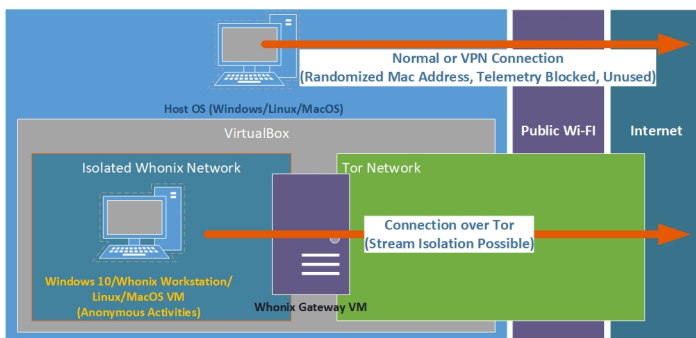 Normal or VPN Connection
(Randomized Mac Address, Telemetry Blocked, Unused)
Host OS (Windows/Linux/MacOS)
VirtualBox
Public Wi-FI
Internet
Isolated Whonix Network
Tor Network
Connection over Tor
(Stream Isolation Possible)
Windows 10/Whonix Workstation/
Linux/MacOS VM
(Anonymous Activities)
Whonix Gateway VM